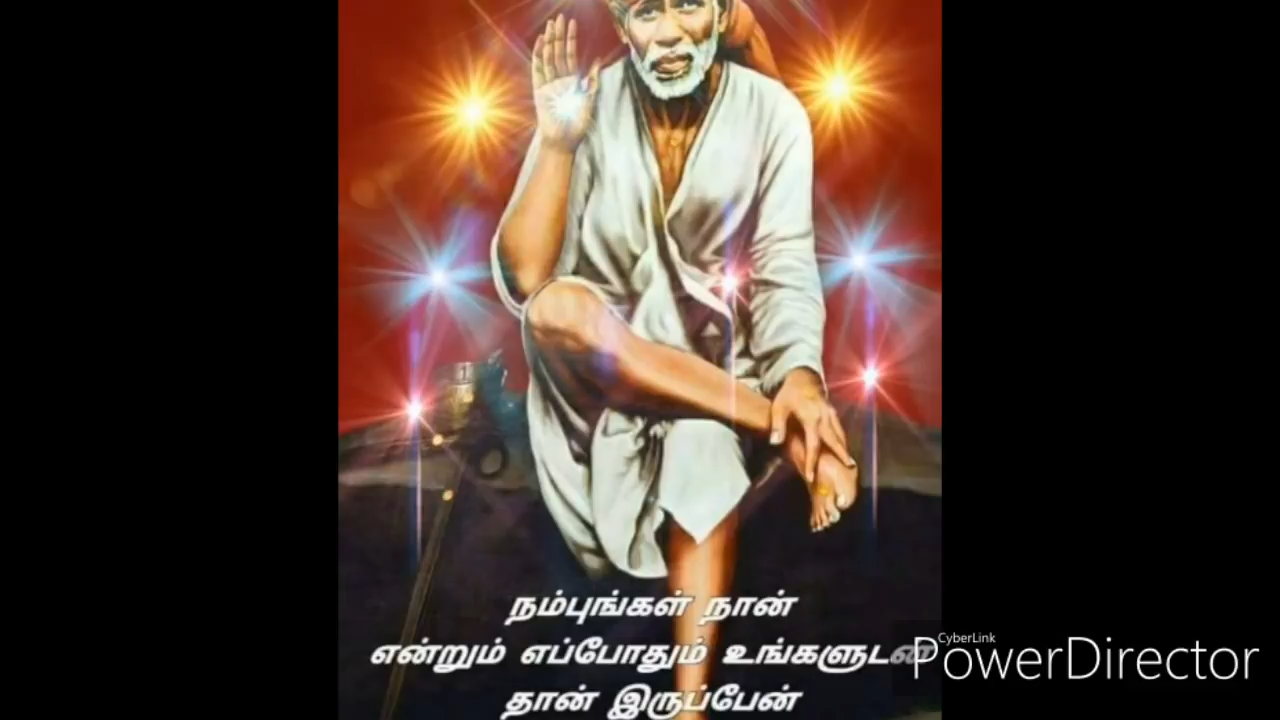 நம்புங்கள் நான்
என்றும் எப்போதும் உங்களுடன்
தான் இருப்பேன்
CyberLink
PowerDirector